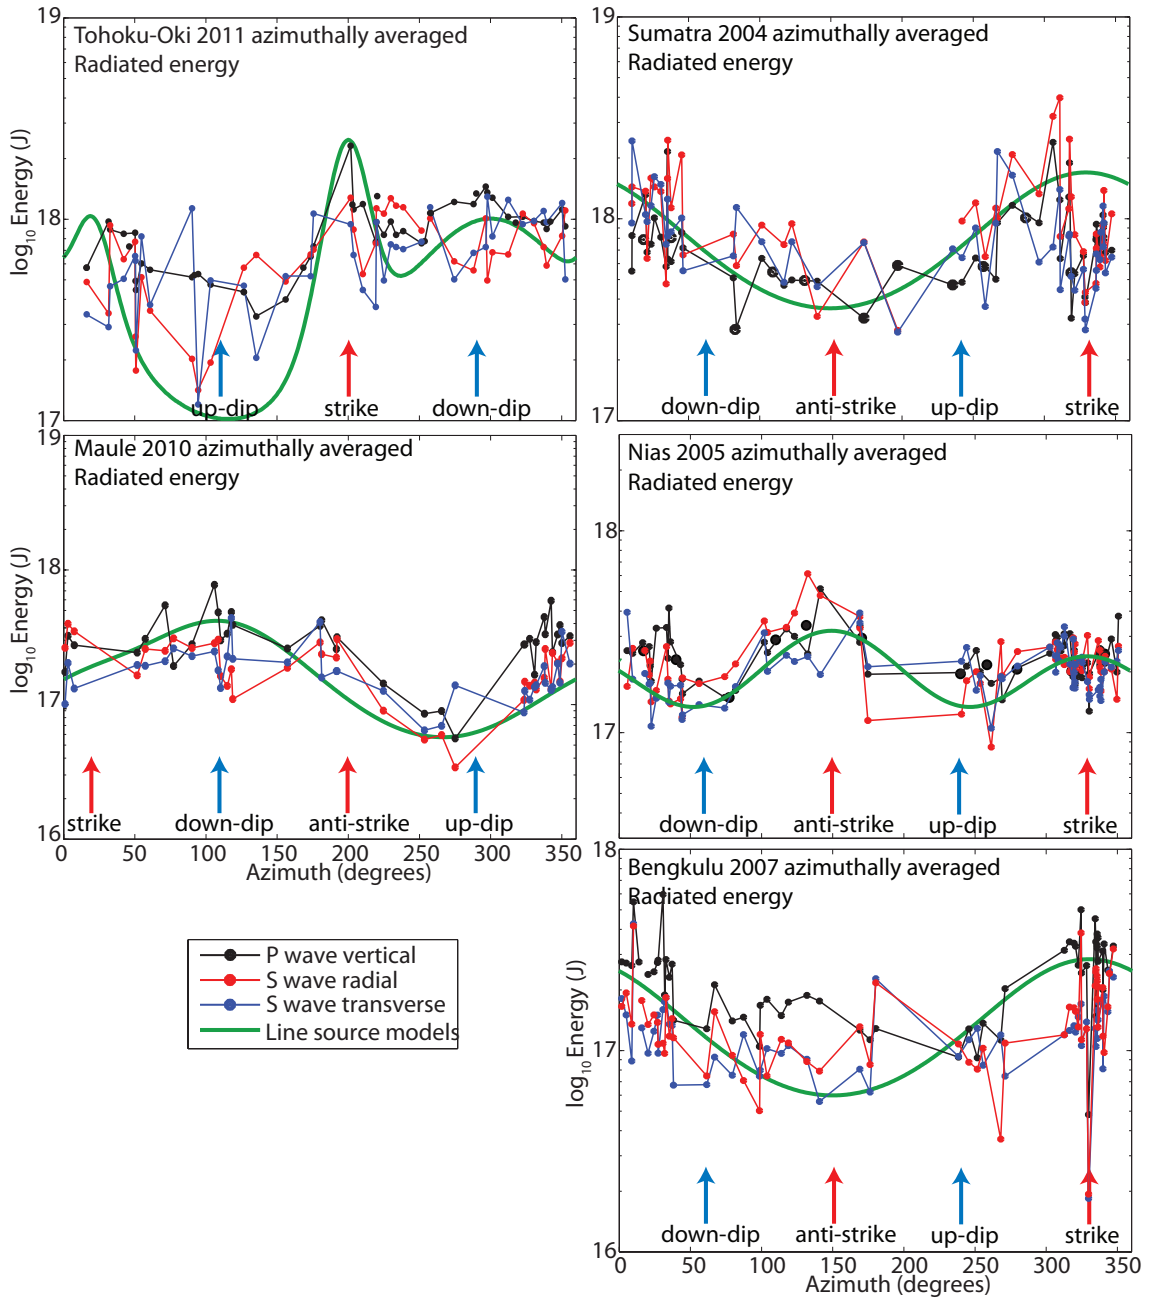 Tohoku-Oki 2011 azimuthally averaged
Radiated energy
19
18
17
log10 Energy (J)
up-dip
strike
down-dip
Sumatra 2004 azimuthally averaged
Radiated energy
19
18
17
down-dip
anti-strike
up-dip
strike
Maule 2010 azimuthally averaged
Radiated energy
19
18
17
16
log10 Energy (J)
strike
down-dip
anti-strike
up-dip
0 50 100 150 200 250 300 350
Azimuth (degrees)
Nias 2005 azimuthally averaged
Radiated energy
18
17
down-dip
anti-strike
up-dip
strike
P wave vertical
S wave radial
S wave transverse
Line source models
Bengkulu 2007 azimuthally averaged
Radiated energy
18
17
16
log10 Energy (J)
down-dip
anti-strike
up-dip
strike
0 50 100 150 200 250 300 350
Azimuth (degrees)